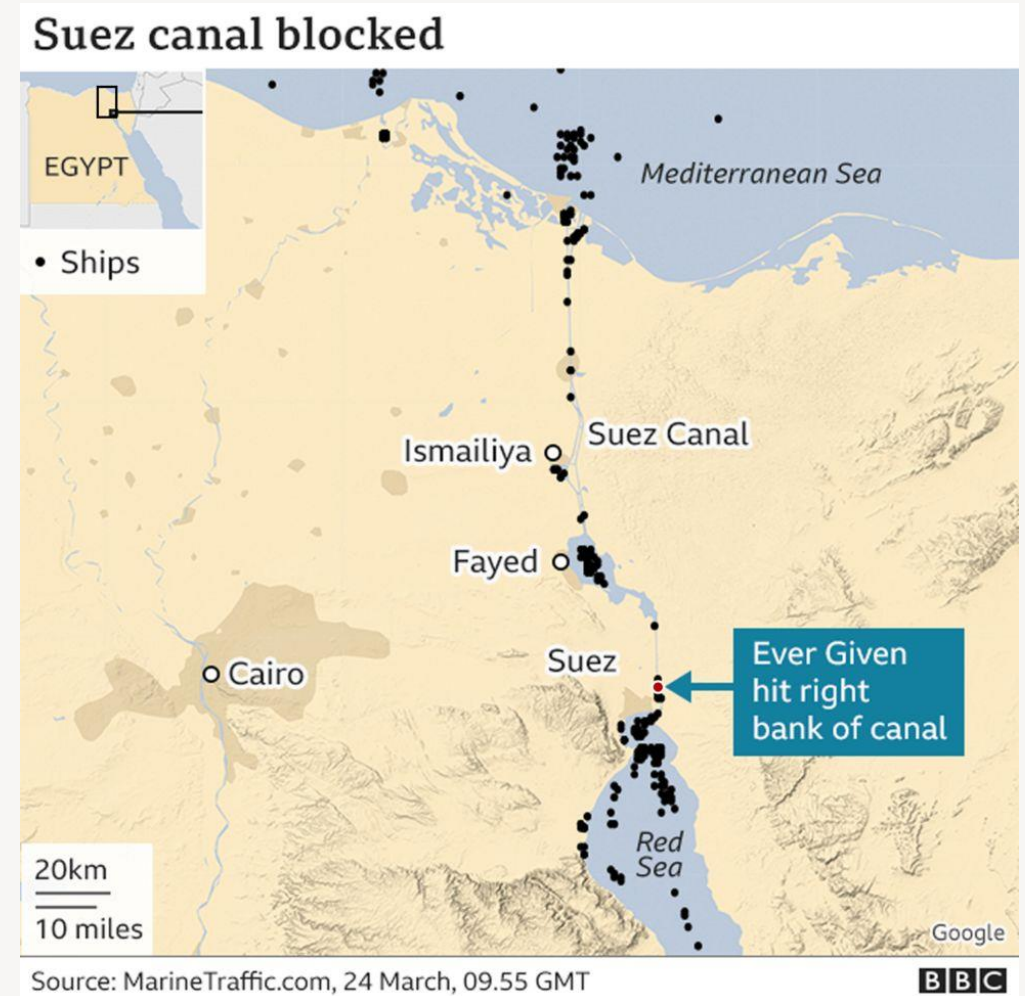 Suez canal blocked
EGYPT
• Ships
Mediterranean Sea
Suez Canal
Ismailiya
Fayed
Suez
Ever Given
hit right
bank of canal
Cairo
Red
Sea
20km
10 miles
Google
Source: MarineTraffic.com, 24 March, 09.55 GMT
BBC